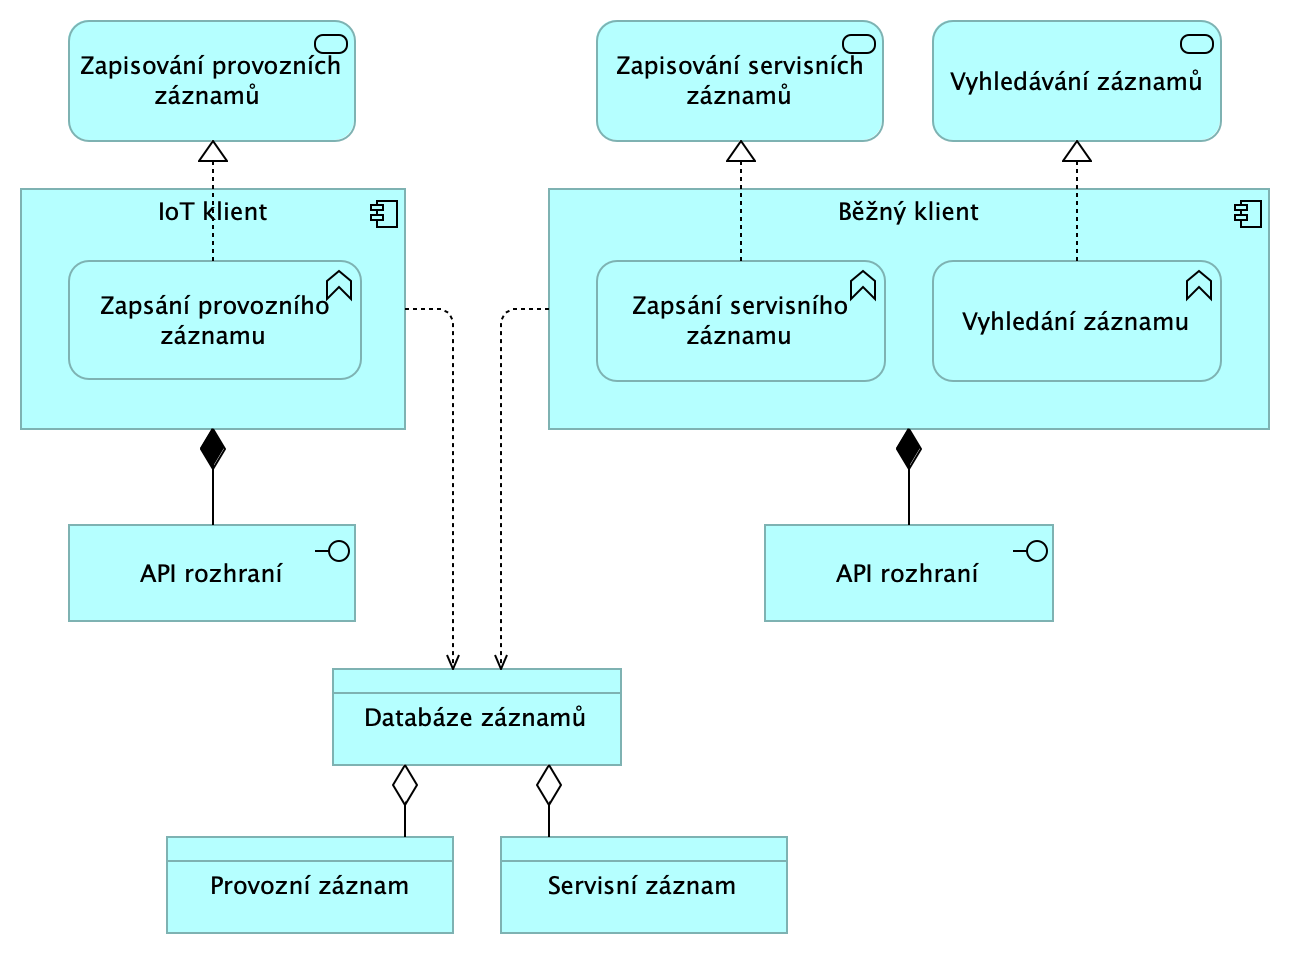 Zapisování provozních
záznamů
Zapisování servisních
záznamů
Vyhledávání záznamů
IoT klient
Běžný klient
Zapsání provozního
záznamu
Zapsání servisního
záznamu
Vyhledání záznamu
API rozhraní
API rozhraní
Databáze záznamů
Provozní záznam
Servisní záznam